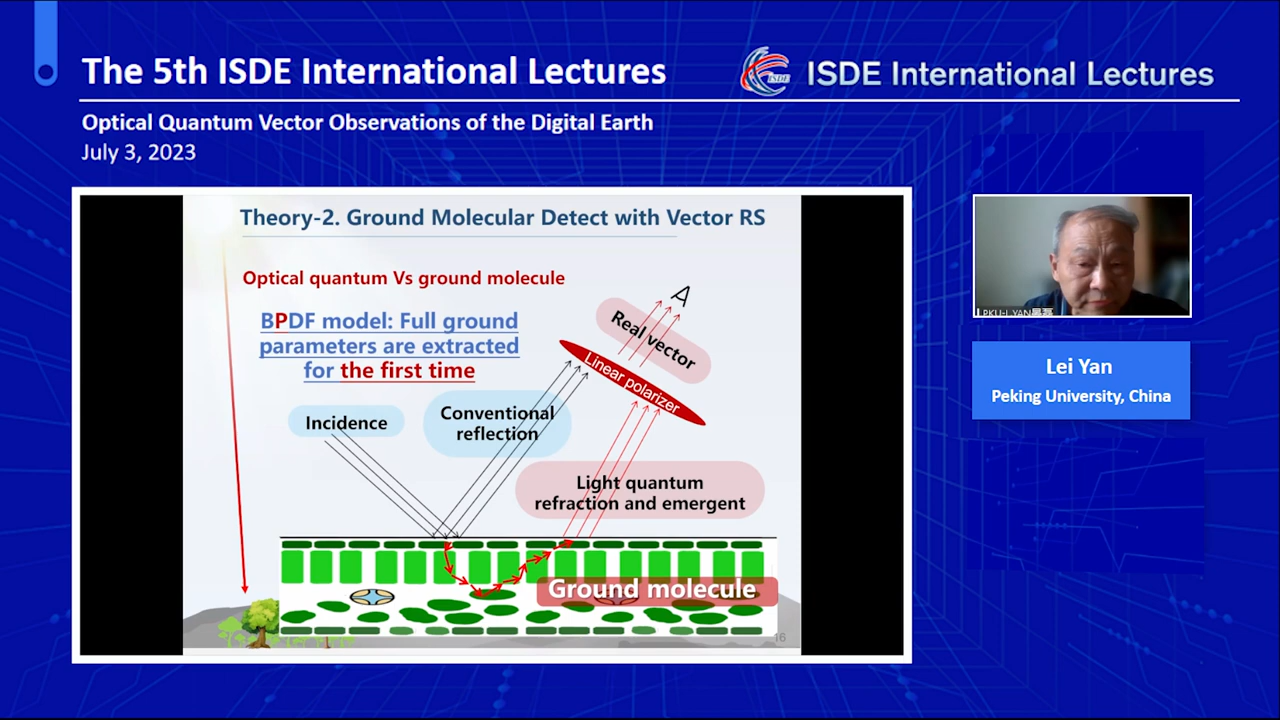 The 5th ISDE International Lectures
ISDE
ISDE International Lectures
Optical Quantum Vector Observations of the Digital Earth
July 3, 2023
Theory-2. Ground Molecular Detect with Vector RS
Optical quantum Vs ground molecule
BPDF model: Full ground
parameters are extracted
for the first time
A
Real vector
Linear polarizer
Incidence
Conventional
reflection
Light quantum
refraction and emergent
Ground molecule
16
Lei Yan
Peking University, China